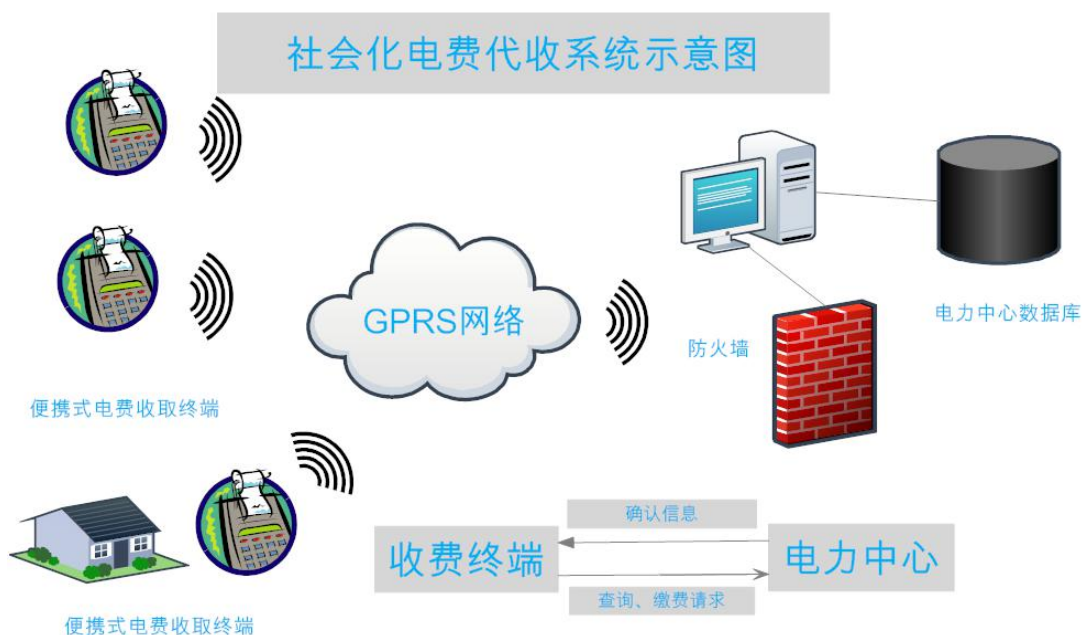 社会化电费代收系统示意图
GPRS网络
电力中心数据库
防火墙
便携式电费收取终端
确认信息
收费终端
电力中心
查询、缴费请求
便携式电费收取终端